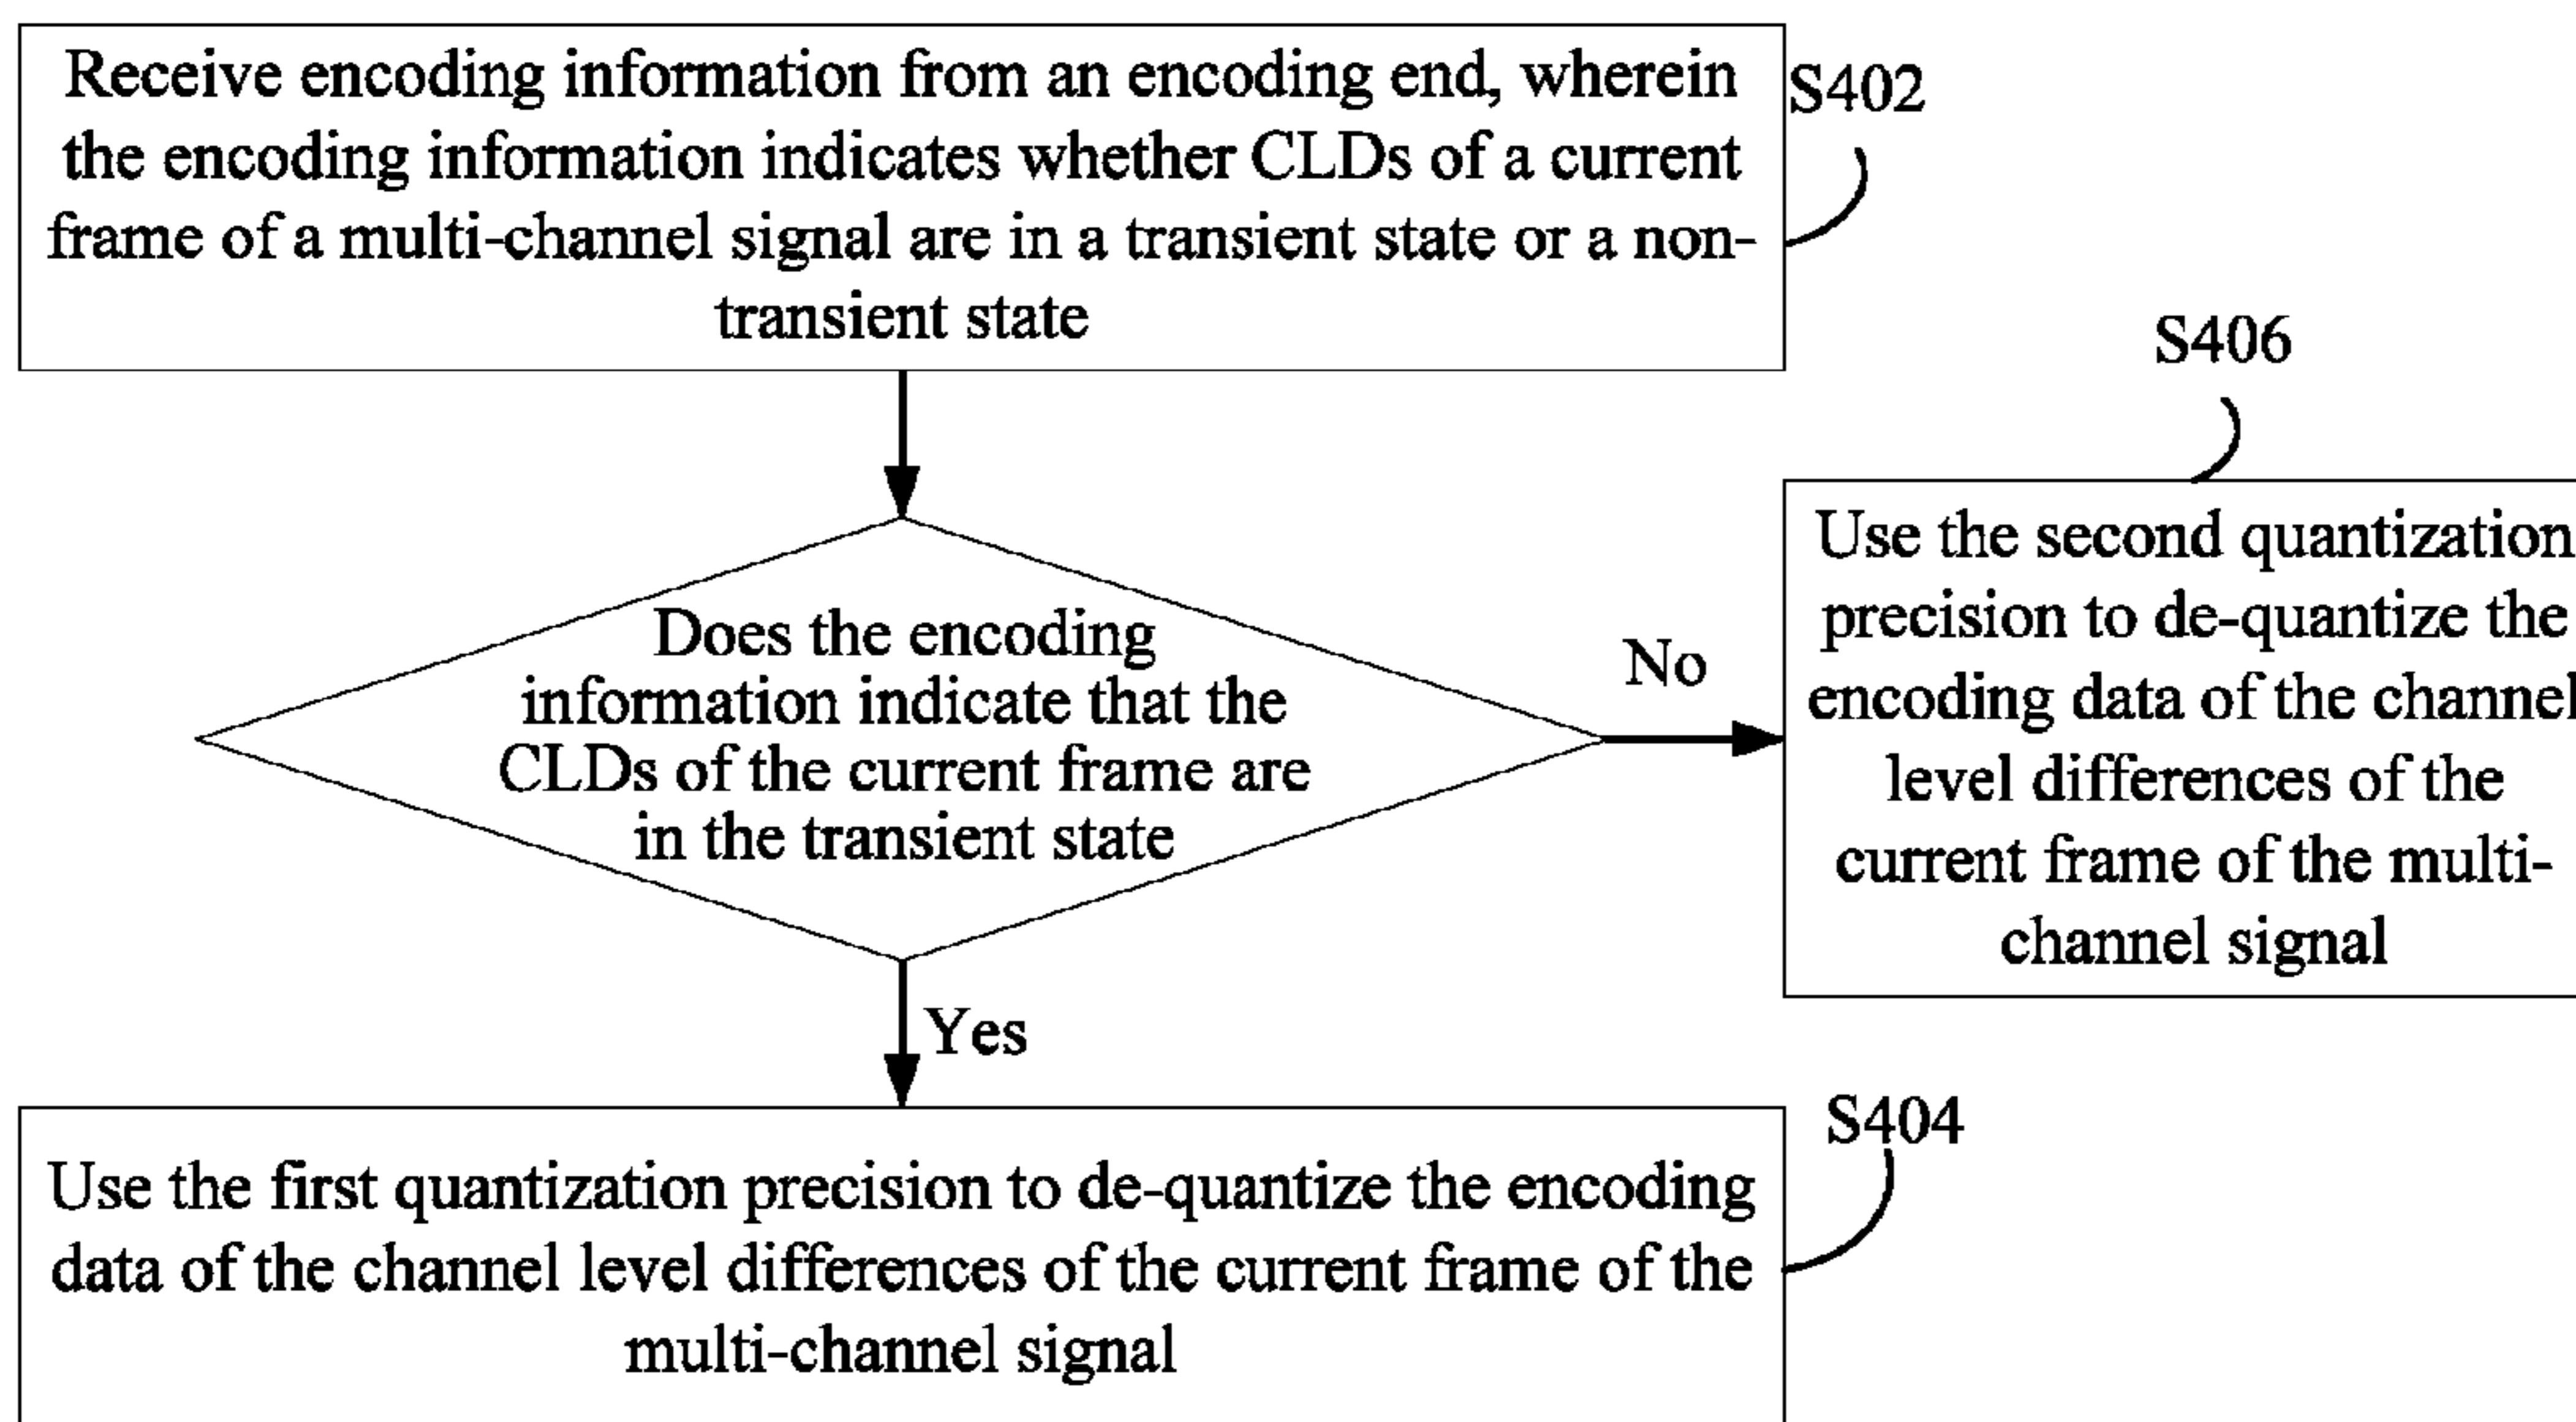 Receive encoding information from an encoding end, wherein
the encoding information indicates whether CLDs of a current
frame of a multi-channel signal are in a transient state or a non-
transient state
S402
S406
Does the encoding
information indicate that the
CLDs of the current frame are
in the transient state
No
Use the second quantization
precision to de-quantize the
encoding data of the channel
level differences of the
current frame of the multi-
channel signal
Yes
S404
Use the first quantization precision to de-quantize the encoding
data of the channel level differences of the current frame of the
multi-channel signal